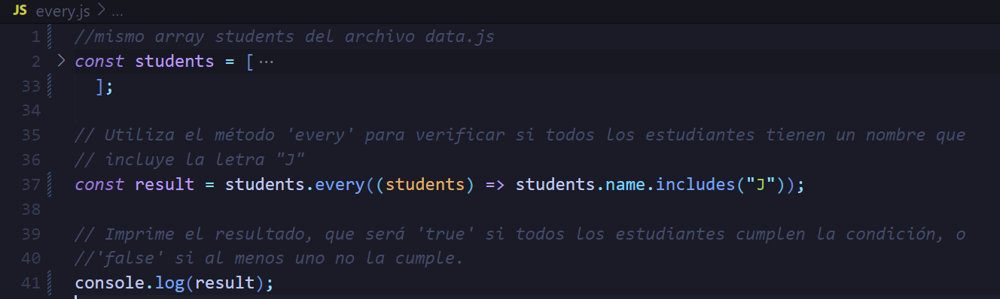 JS every.js > ...
1 //mismo array students del archivo data.js
2 > const students = [ ...
33 ];
34
35 // Utiliza el método 'every' para verificar si todos los estudiantes tienen un nombre que
36 // incluye la letra "J"
37 const result = students.every((students) => students.name.includes("J"));
38
39 // Imprime el resultado, que será 'true' si todos los estudiantes cumplen la condición, o
40 //'false' si al menos uno no la cumple.
41 console.log(result);